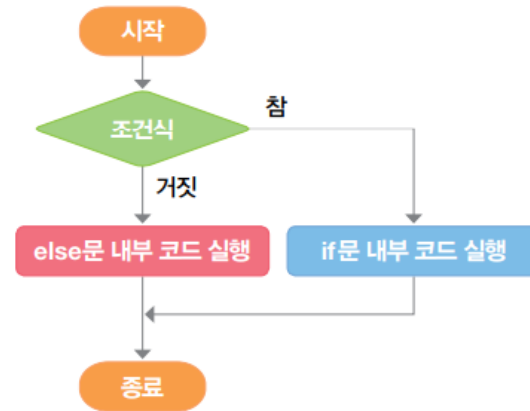 시작
조건식
참
거짓
else문 내부 코드 실행
if문 내부 코드 실행
종료